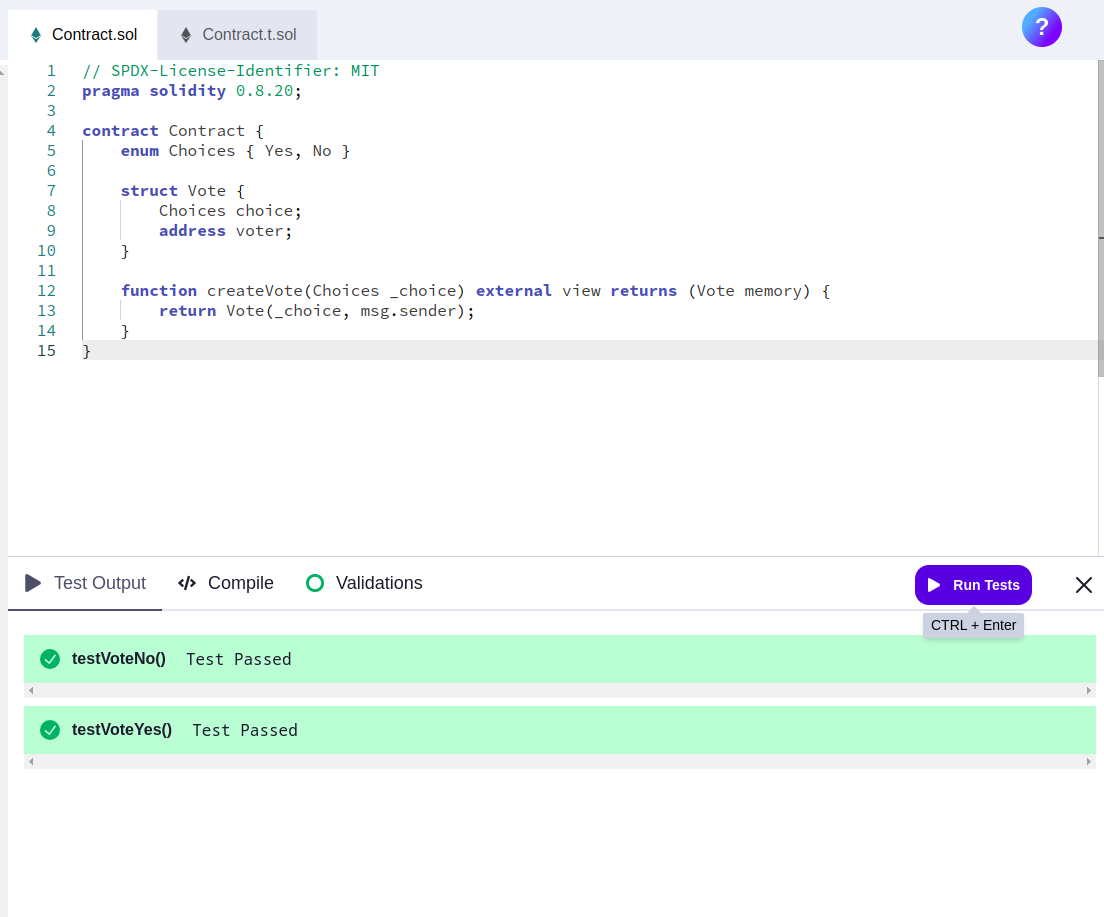 Contract.sol Contract.t.sol ?
1 // SPDX-License-Identifier: MIT
2 pragma solidity 0.8.20;
3
4 contract Contract {
5     enum Choices { Yes, No }
6
7     struct Vote {
8         Choices choice;
9         address voter;
10     }
11
12     function createVote(Choices _choice) external view returns (Vote memory) {
13         return Vote(_choice, msg.sender);
14     }
15 }
Test Output </> Compile Validations Run Tests
CTRL + Enter
testVoteNo() Test Passed
testVoteYes() Test Passed